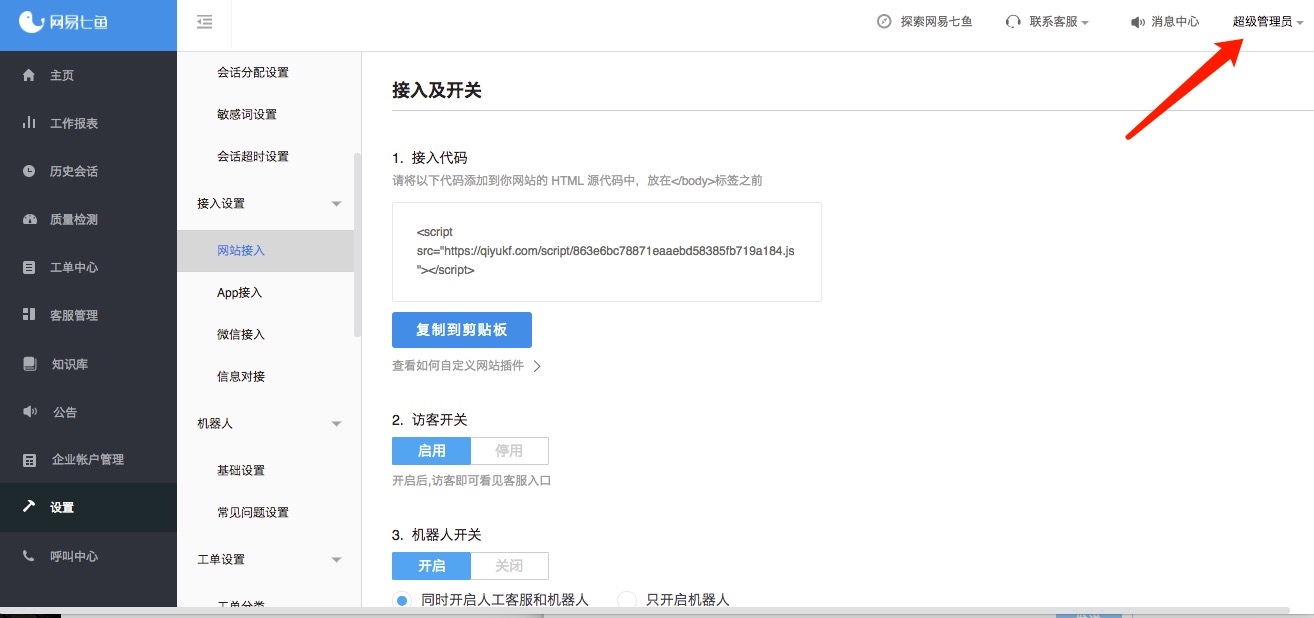 网易七鱼
探索网易七鱼
联系客服
消息中心
超级管理员
主页
工作报表
历史会话
质量检测
工单中心
客服管理
知识库
公告
企业帐户管理
设置
呼叫中心
会话分配设置
敏感词设置
会话超时设置
接入设置
网站接入
App接入
微信接入
信息对接
机器人
基础设置
常见问题设置
工单设置
工单分类
接入及开关
1. 接入代码
请将以下代码添加到你网站的 HTML 源代码中，放在</body>标签之前
<script
src="https://qiyukf.com/script/863e6bc78871eaaebd58385fb719a184.js
"></script>
复制到剪贴板
查看如何自定义网站插件
2. 访客开关
启用 停用
开启后,访客即可看见客服入口
3. 机器人开关
开启 关闭
同时开启人工客服和机器人 只开启机器人